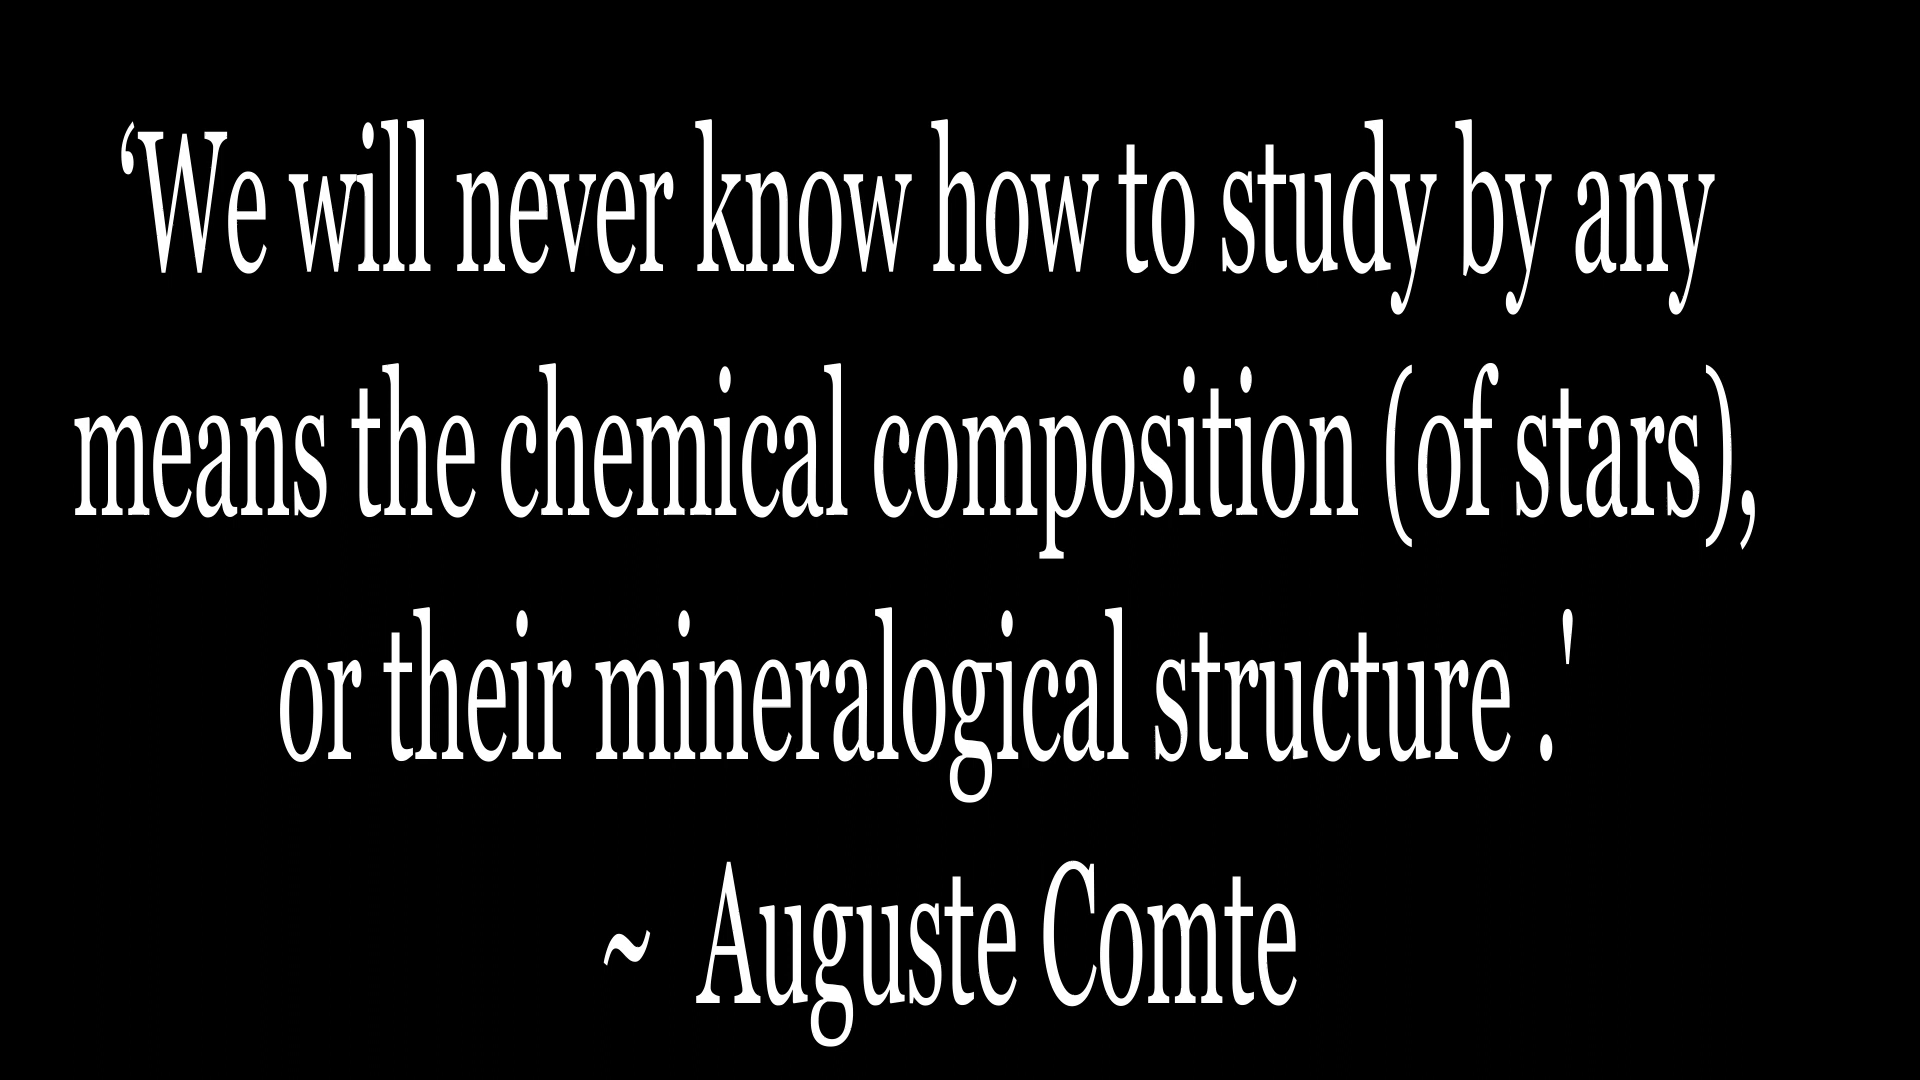 ‘We will never know how to study by any
means the chemical composition (of stars),
or their mineralogical structure .'
~ Auguste Comte